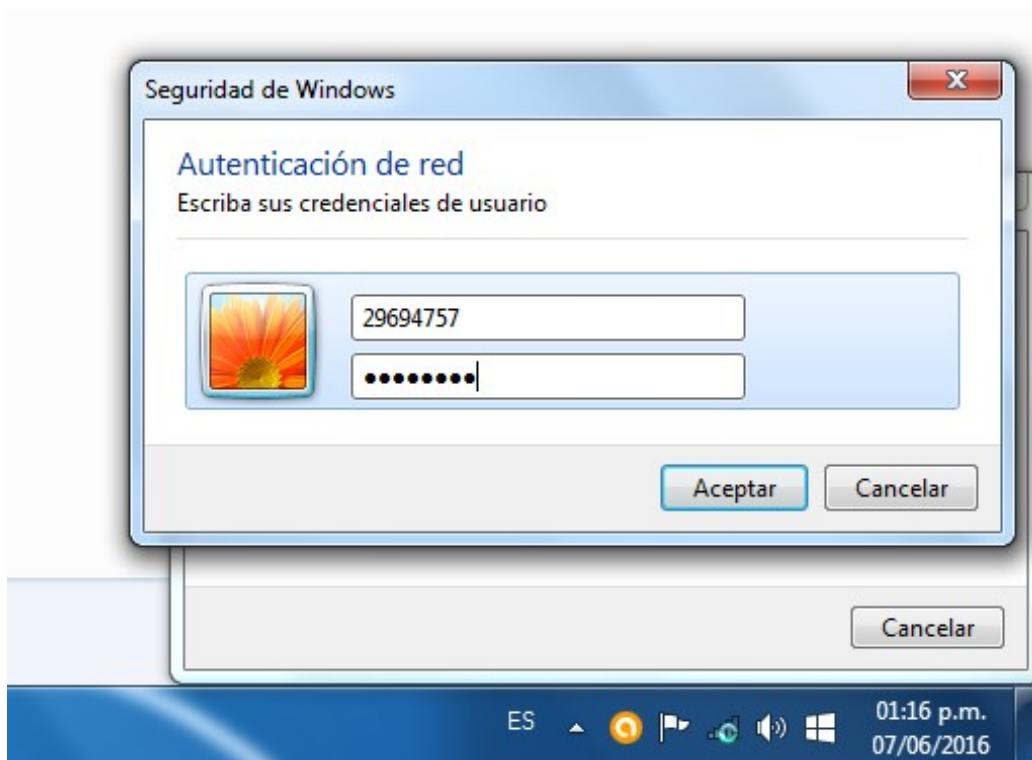 Seguridad de Windows
Autenticación de red
Escriba sus credenciales de usuario
29694757
••••••••
Aceptar
Cancelar
Cancelar
ES
01:16 p.m.
07/06/2016